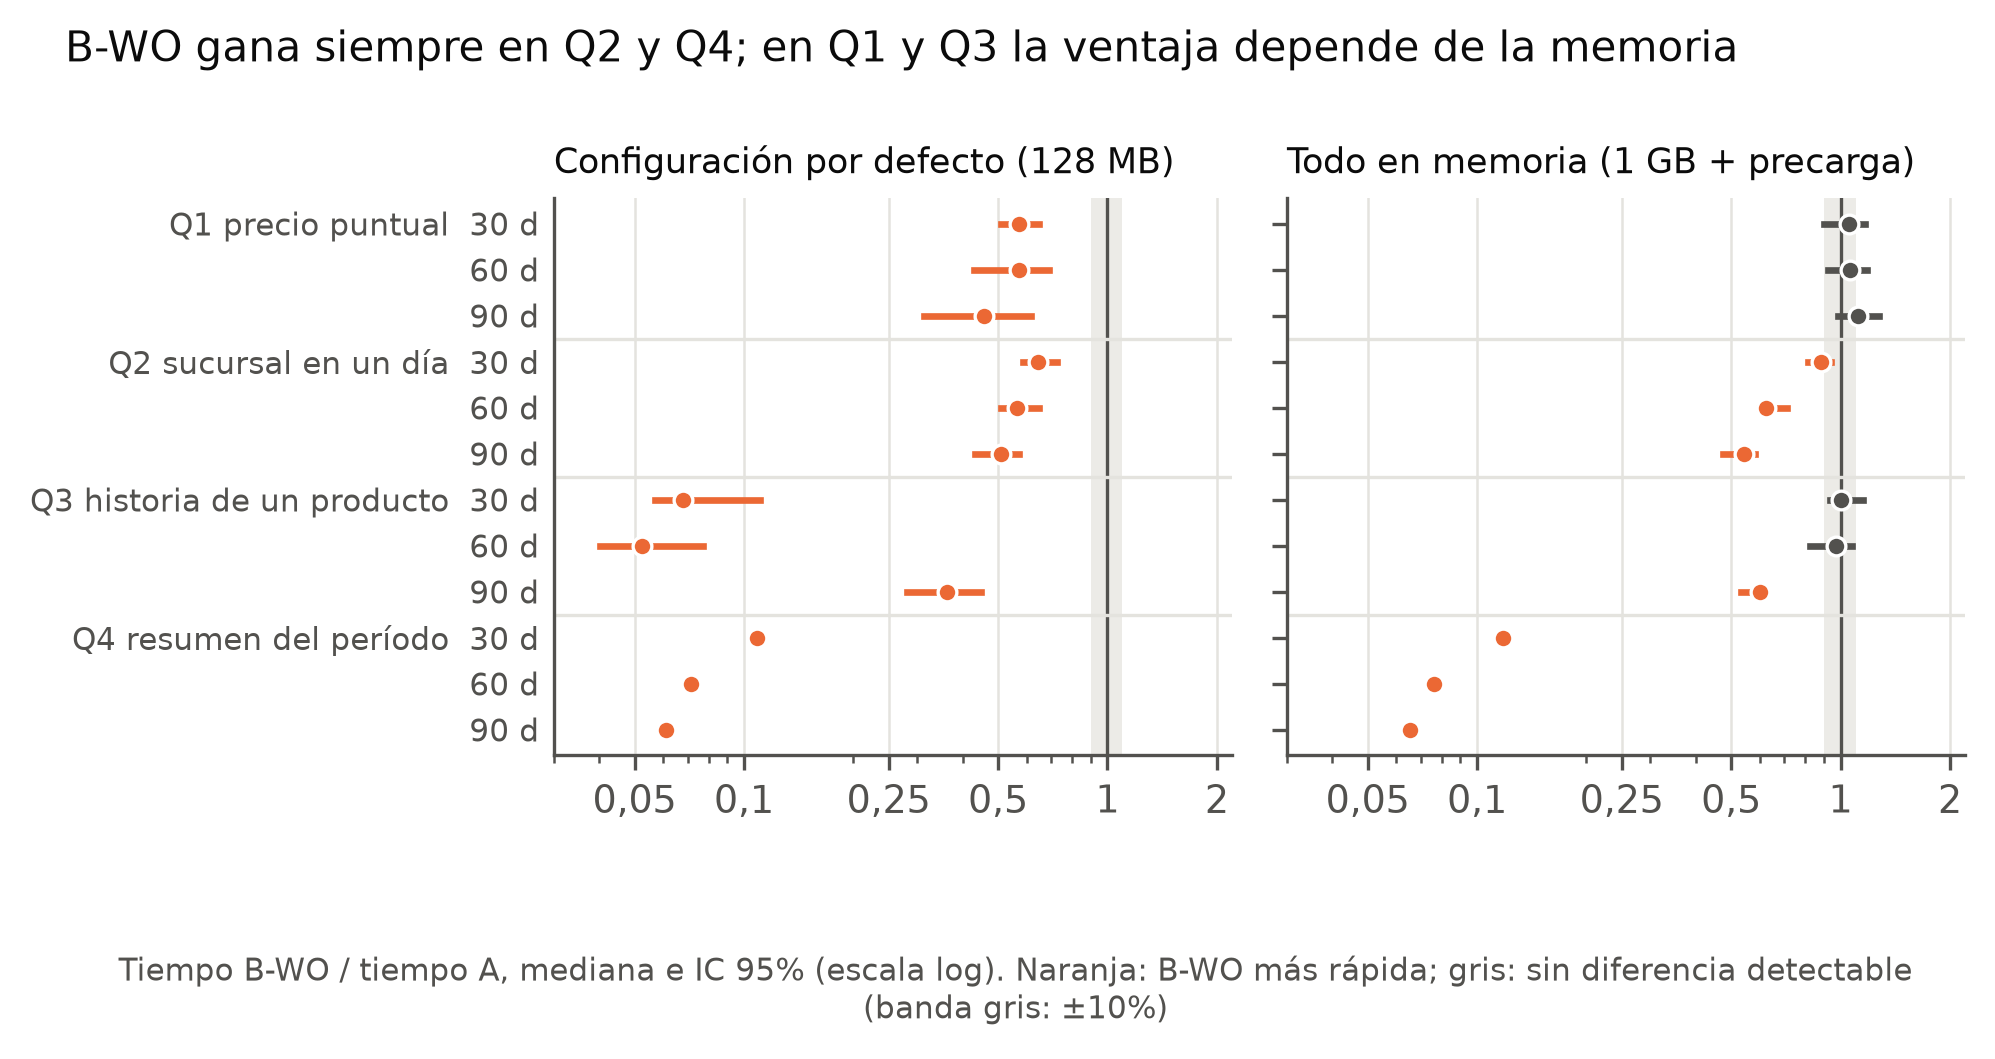 B-WO gana siempre en Q2 y Q4; en Q1 y Q3 la ventaja depende de la memoria
Configuración por defecto (128 MB)
Todo en memoria (1 GB + precarga)
Q1 precio puntual 30 d
60 d
90 d
Q2 sucursal en un día 30 d
60 d
90 d
Q3 historia de un producto 30 d
60 d
90 d
Q4 resumen del período 30 d
60 d
90 d
0,05 0,1 0,25 0,5 1 2
0,05 0,1 0,25 0,5 1 2
Tiempo B-WO / tiempo A, mediana e IC 95% (escala log). Naranja: B-WO más rápida; gris: sin diferencia detectable
(banda gris: ±10%)